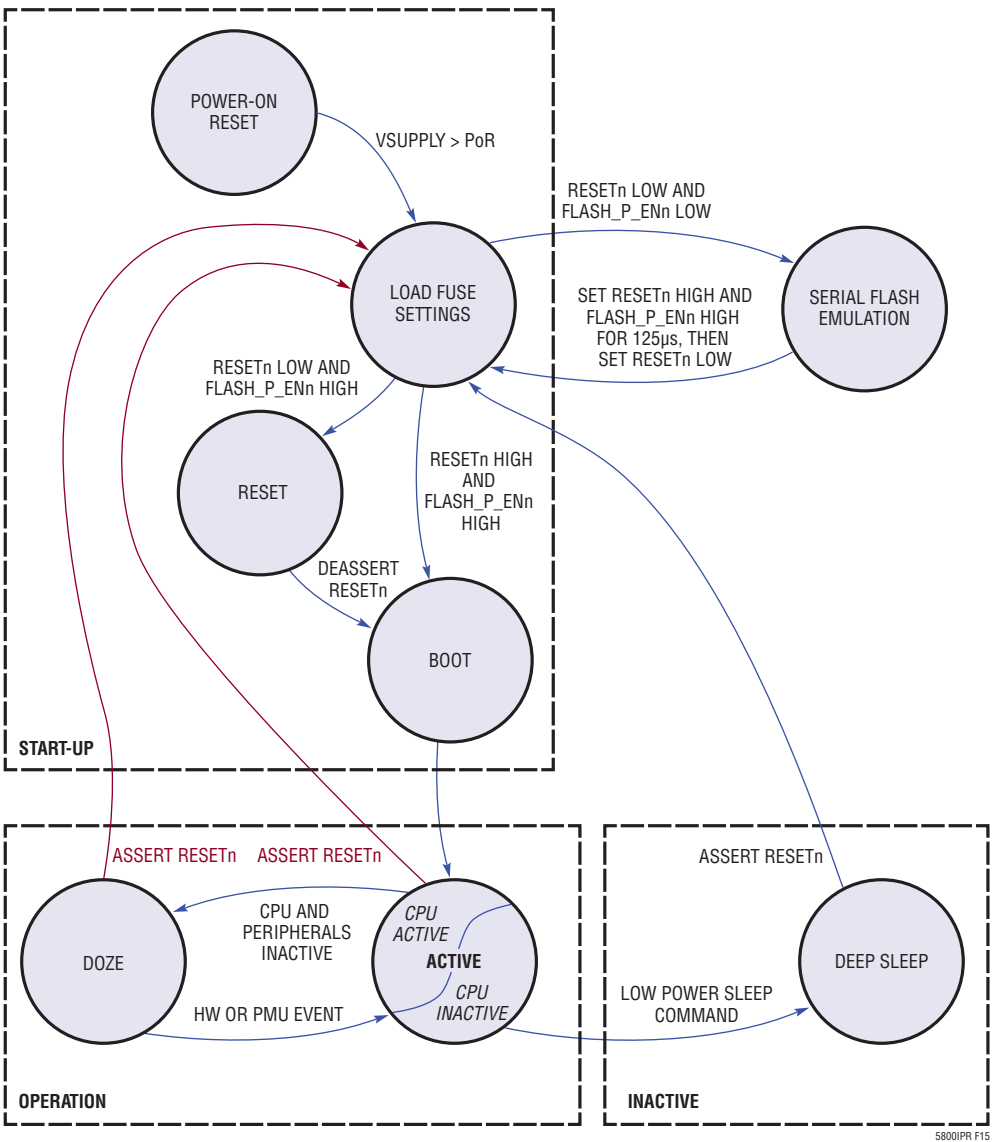 POWER-ON
RESET
VSUPPLY > PoR
RESETn LOW AND
FLASH_P_ENn LOW
LOAD FUSE
SETTINGS
SET RESETn HIGH AND
FLASH_P_ENn HIGH
FOR 125µs, THEN
SET RESETn LOW
SERIAL FLASH
EMULATION
RESETn LOW AND
FLASH_P_ENn HIGH
RESETn HIGH
AND
FLASH_P_ENn
HIGH
RESET
DEASSERT
RESETn
BOOT
START-UP
ASSERT RESETn
ASSERT RESETn
ASSERT RESETn
CPU AND
PERIPHERALS
INACTIVE
CPU
ACTIVE
ACTIVE
CPU
INACTIVE
DOZE
DEEP SLEEP
HW OR PMU EVENT
LOW POWER SLEEP
COMMAND
OPERATION
INACTIVE
5800IPR F15